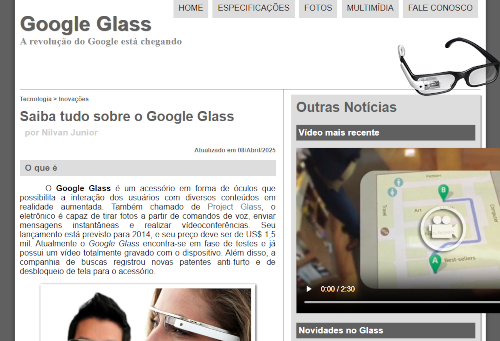 HOME ESPECIFICAÇÕES FOTOS MULTIMÍDIA FALE CONOSCO
Google Glass
A revolução do Google está chegando
Tecnologia > Inovações
Saiba tudo sobre o Google Glass
por Nilvan Junior
Atualizado em 08/Abril/2025
O que é
O Google Glass é um acessório em forma de óculos que
possibilita a interação dos usuários com diversos conteúdos em
realidade aumentada. Também chamado de Project Glass, o
eletrônico é capaz de tirar fotos a partir de comandos de voz, enviar
mensagens instantâneas e realizar vídeoconferências. Seu
lançamento está previsto para 2014, e seu preço deve ser de US$ 1,5
mil. Atualmente o Google Glass encontra-se em fase de testes e já
possui um vídeo totalmente gravado com o dispositivo. Além disso, a
companhia de buscas registrou novas patentes anti-furto e de
desbloqueio de tela para o acessório.
Outras Notícias
Vídeo mais recente
B
A
0:00 / 2:30
Novidades no Glass